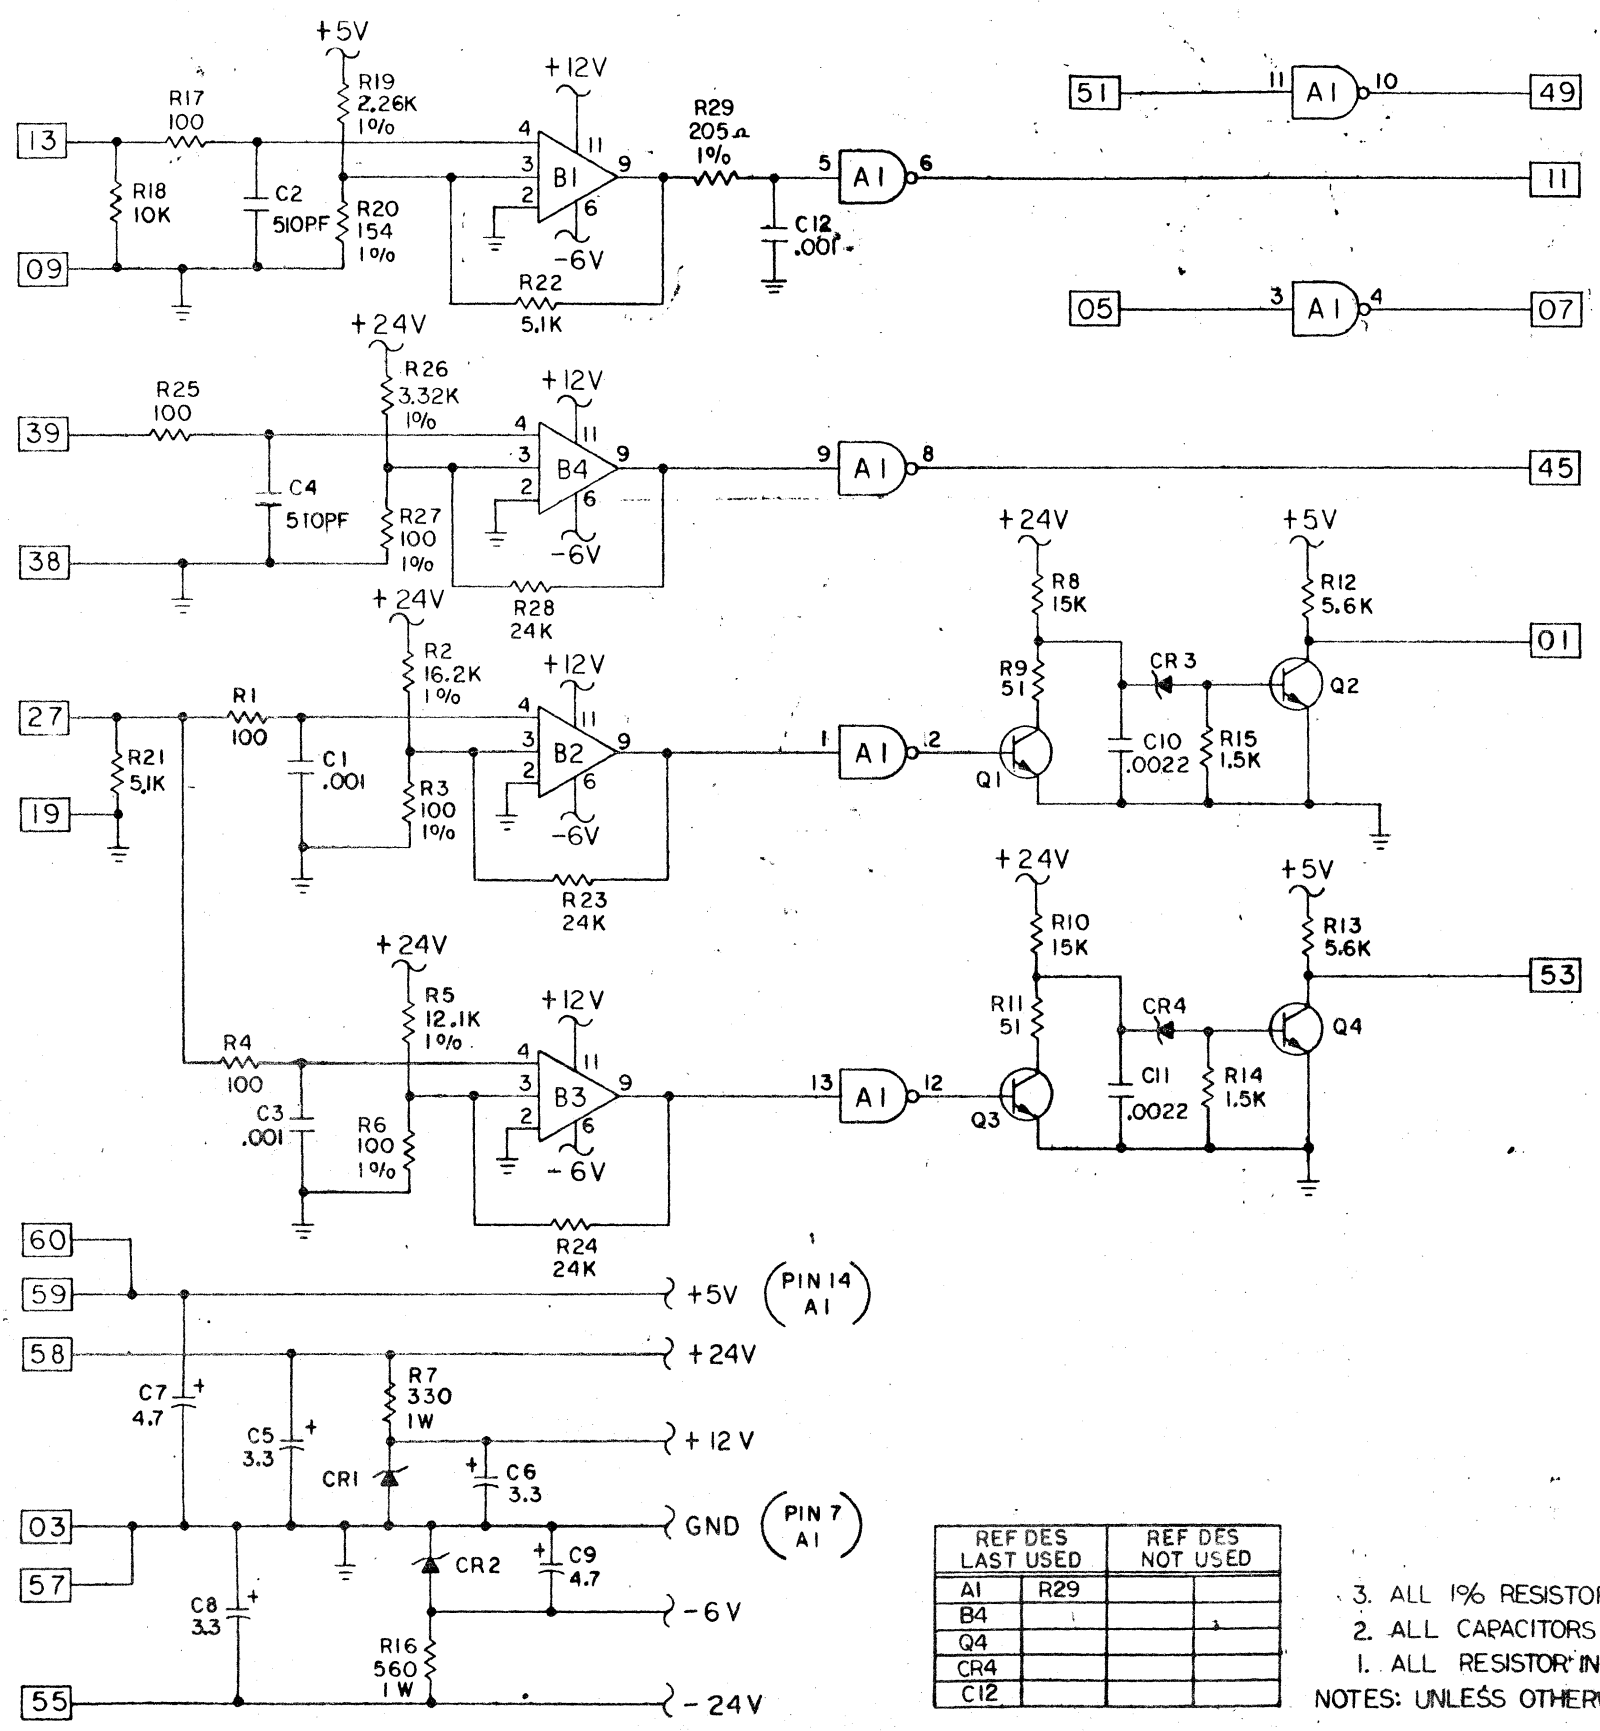 +5V
R19
2.26K
1%
+12V
R17
100
13
4
11
3
B1
9
2
6
-6V
R18
10K
C2
510PF
R20
154
1%
09
R22
5.1K
R29
205Ω
1%
5
A1
6
C12
.001
11
51
11
A1
10
49
05
3
A1
4
07
+24V
R26
3.32K
1%
+12V
R25
100
39
4
11
3
B4
9
2
6
-6V
C4
510PF
R27
100
1%
38
R28
24K
9
A1
8
45
+24V
R2
16.2K
1%
+12V
27
R1
100
4
11
3
B2
9
2
6
-6V
R21
5.1K
C1
.001
R3
100
1%
19
R23
24K
1
A1
2
+24V
R8
15K
R9
51
Q1
CR3
C10
.0022
R15
1.5K
+5V
R12
5.6K
01
Q2
+24V
R5
12.1K
1%
+12V
R4
100
4
11
3
B3
9
2
6
-6V
C3
.001
R6
100
1%
R24
24K
13
A1
12
+24V
R10
15K
R11
51
Q3
CR4
C11
.0022
R14
1.5K
+5V
R13
5.6K
53
Q4
60
59
+5V
(PIN 14
A1)
58
+24V
C7
+
4.7
C5
+
3.3
R7
330
1W
+12V
CR1
+
C6
3.3
03
GND
(PIN 7
A1)
57
CR2
+
C9
4.7
C8
+
3.3
-6V
R16
560
1W
55
-24V
REF DES
LAST USED
REF DES
NOT USED
A1 R29
B4
Q4
CR4
C12
3. ALL 1% RESISTOR
2. ALL CAPACITORS
1. ALL RESISTOR IN
NOTES: UNLESS